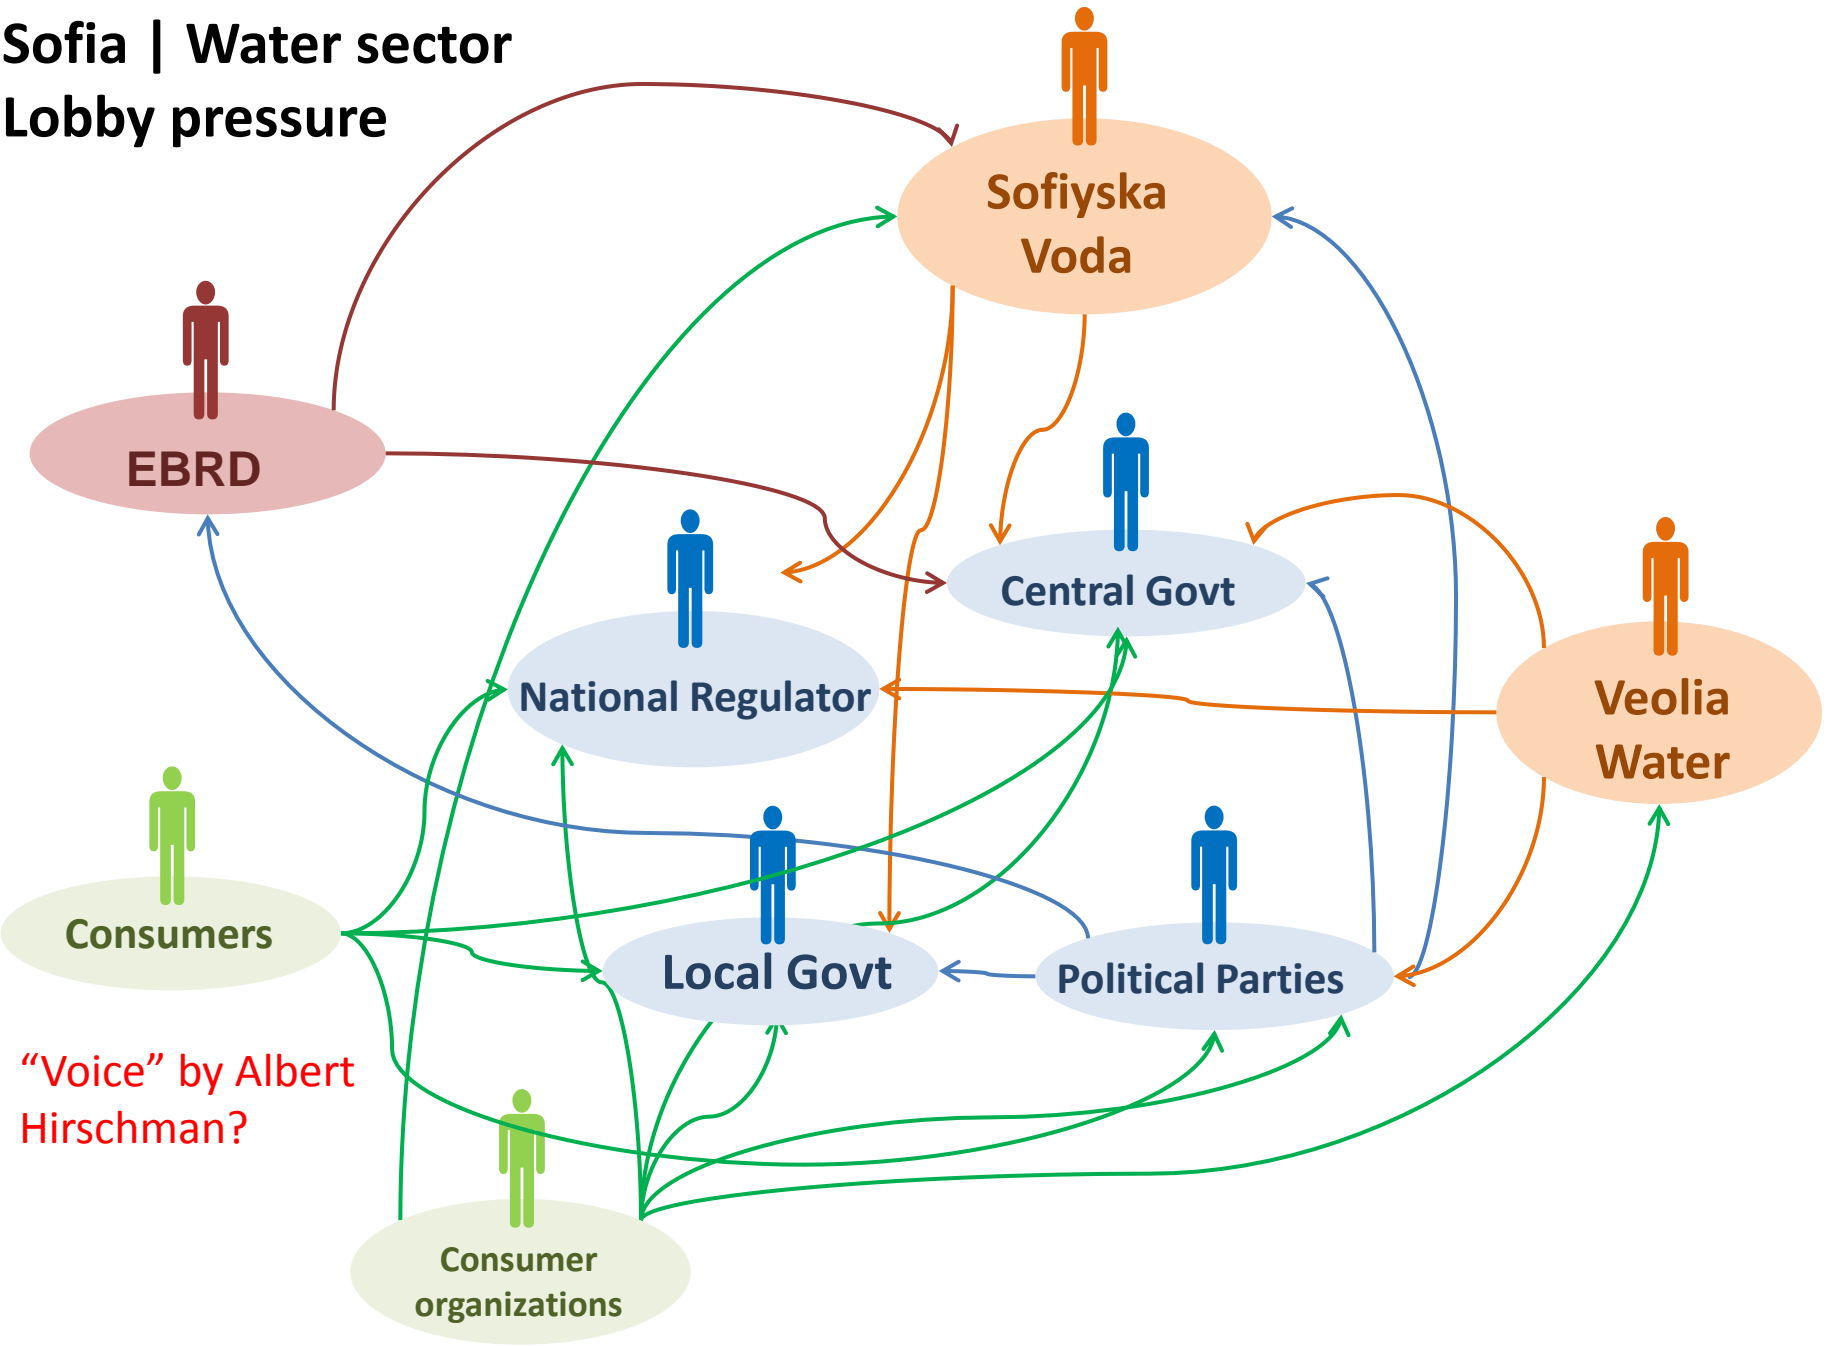 Sofia | Water sector
Lobby pressure
Sofiyska
Voda
EBRD
Central Govt
National Regulator
Veolia
Water
Consumers
Local Govt
Political Parties
“Voice” by Albert
Hirschman?
Consumer
organizations